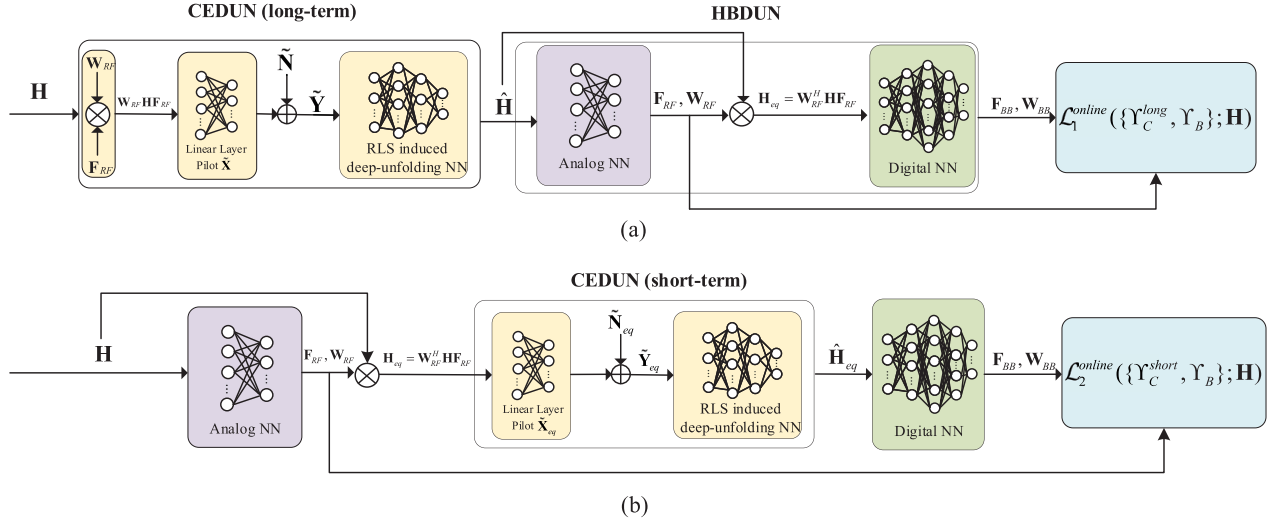 CEDUN (long-term)
HBDUN
H
W_RF
F_RF
W_RF HF_RF
Linear Layer
Pilot X̃
Ñ
Ỹ
RLS induced
deep-unfolding NN
Ĥ
Analog NN
F_RF, W_RF
H_eq = W_RF^H HF_RF
Digital NN
F_BB, W_BB
ℒ_1^online ({Υ_C^long, Υ_B}; H)
(a)
CEDUN (short-term)
H
Analog NN
F_RF, W_RF
H_eq = W_RF^H HF_RF
Linear Layer
Pilot X̃_eq
Ñ_eq
Ỹ_eq
RLS induced
deep-unfolding NN
Ĥ_eq
Digital NN
F_BB, W_BB
ℒ_2^online ({Υ_C^short, Υ_B}; H)
(b)